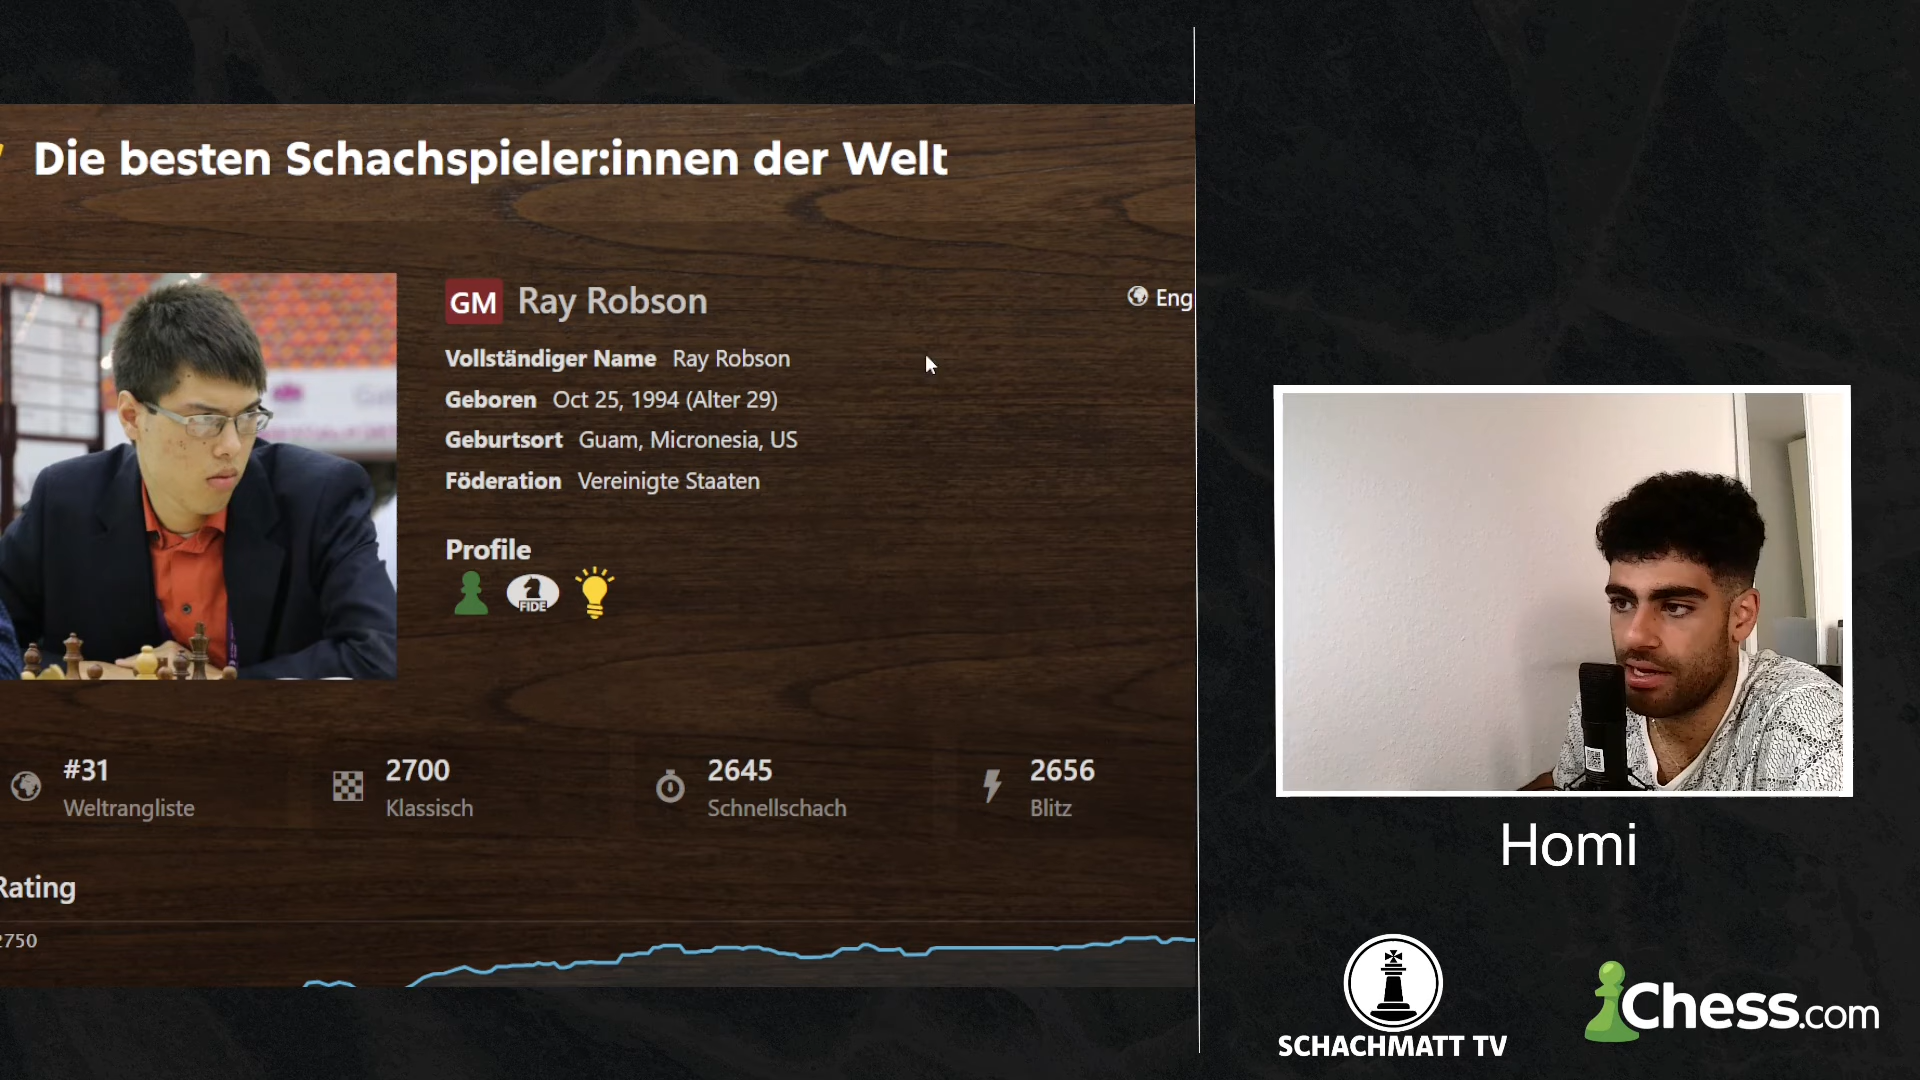 Die besten Schachspieler:innen der Welt
GM Ray Robson
Eng
Vollständiger Name Ray Robson
Geboren Oct 25, 1994 (Alter 29)
Geburtsort Guam, Micronesia, US
Föderation Vereinigte Staaten
Profile
FIDE
#31
Weltrangliste
2700
Klassisch
2645
Schnellschach
2656
Blitz
Rating
2750
Homi
SCHACHMATT TV
Chess.com